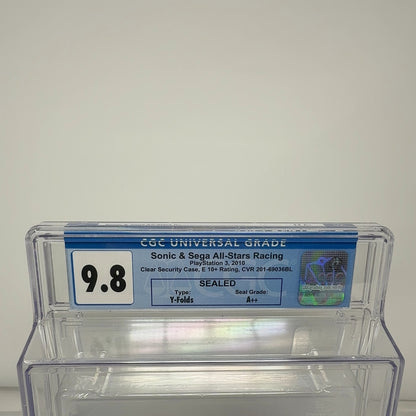 CGC UNIVERSAL GRADE
9.8
Sonic & Sega All-Stars Racing
PlayStation 3, 2010
Clear Security Case, E 10+ Rating, CVR 201-69036BL
SEALED
Type: Seal Grade:
Y-Folds A++